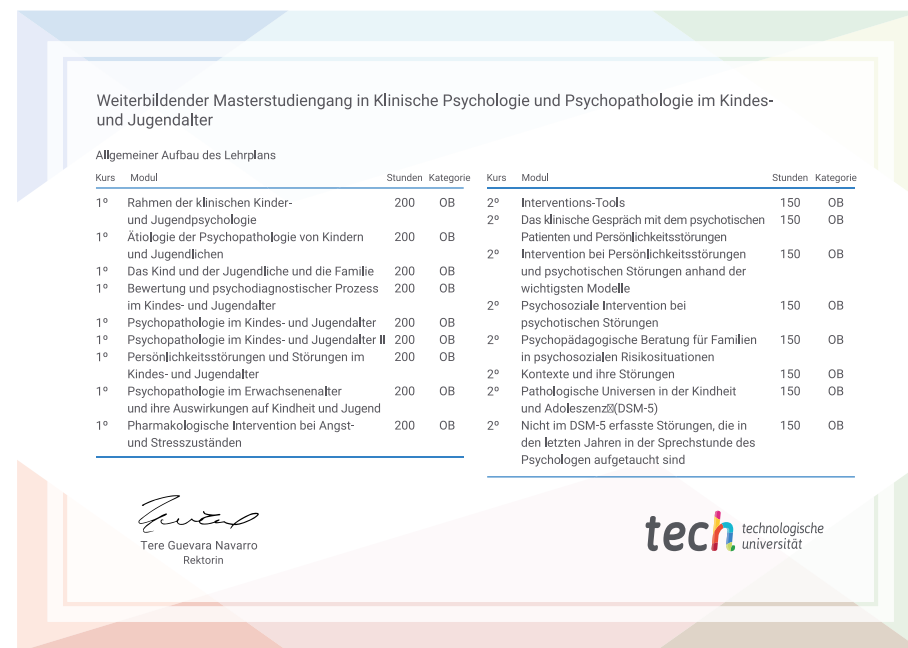 Weiterbildender Masterstudiengang in Klinische Psychologie und Psychopathologie im Kindes-
und Jugendalter
Allgemeiner Aufbau des Lehrplans
Kurs Modul Stunden Kategorie
1º Rahmen der klinischen Kinder- 200 OB
und Jugendpsychologie
1º Ätiologie der Psychopathologie von Kindern 200 OB
und Jugendlichen
1º Das Kind und der Jugendliche und die Familie 200 OB
1º Bewertung und psychodiagnostischer Prozess 200 OB
im Kindes- und Jugendalter
1º Psychopathologie im Kindes- und Jugendalter 200 OB
1º Psychopathologie im Kindes- und Jugendalter II 200 OB
1º Persönlichkeitsstörungen und Störungen im 200 OB
Kindes- und Jugendalter
1º Psychopathologie im Erwachsenenalter 200 OB
und ihre Auswirkungen auf Kindheit und Jugend
1º Pharmakologische Intervention bei Angst- 200 OB
und Stresszuständen
Kurs Modul Stunden Kategorie
2º Interventions-Tools 150 OB
2º Das klinische Gespräch mit dem psychotischen 150 OB
Patienten und Persönlichkeitsstörungen
2º Intervention bei Persönlichkeitsstörungen 150 OB
und psychotischen Störungen anhand der
wichtigsten Modelle
2º Psychosoziale Intervention bei 150 OB
psychotischen Störungen
2º Psychopädagogische Beratung für Familien 150 OB
in psychosozialen Risikosituationen
2º Kontexte und ihre Störungen 150 OB
2º Pathologische Universen in der Kindheit 150 OB
und Adoleszenz (DSM-5)
2º Nicht im DSM-5 erfasste Störungen, die in 150 OB
den letzten Jahren in der Sprechstunde des
Psychologen aufgetaucht sind
Tere Guevara Navarro
Rektorin
tech technologische
universität